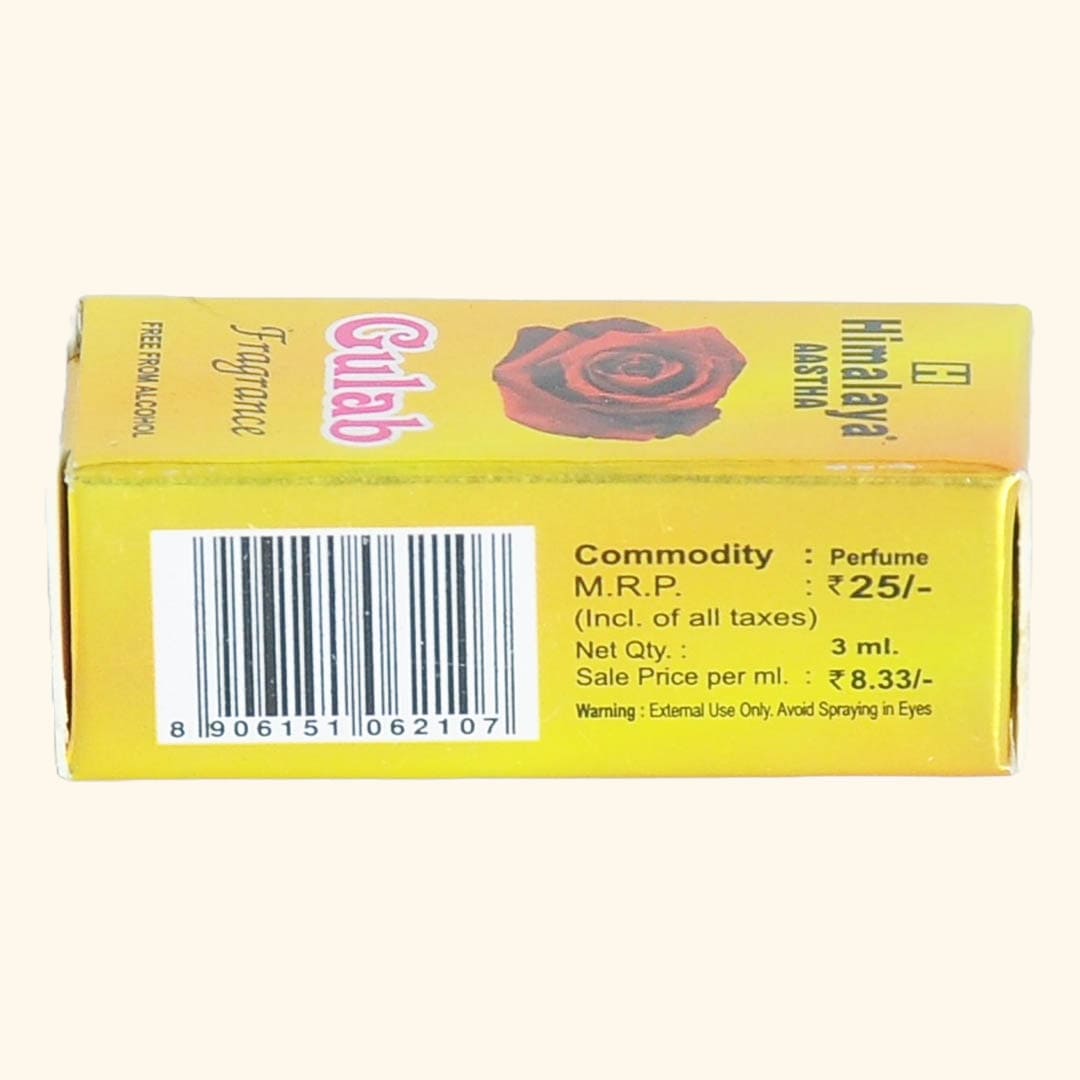 H
Himalaya
AASTHA
Gulab
Fragrance
FREE FROM ALCOHOL
Commodity : Perfume
M.R.P. : ₹25/-
(Incl. of all taxes)
Net Qty. : 3 ml.
Sale Price per ml. : ₹8.33/-
Warning : External Use Only. Avoid Spraying in Eyes
8 906151 062107